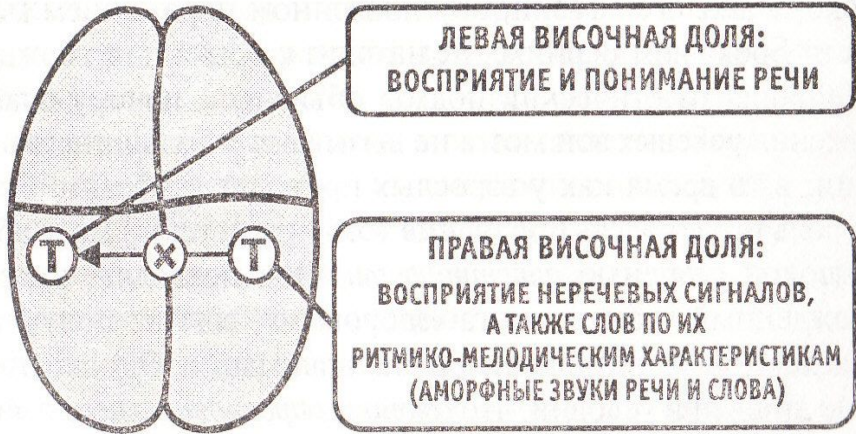 ЛЕВАЯ ВИСОЧНАЯ ДОЛЯ:
ВОСПРИЯТИЕ И ПОНИМАНИЕ РЕЧИ
Т
Х
Т
ПРАВАЯ ВИСОЧНАЯ ДОЛЯ:
ВОСПРИЯТИЕ НЕРЕЧЕВЫХ СИГНАЛОВ,
А ТАКЖЕ СЛОВ ПО ИХ
РИТМИКО-МЕЛОДИЧЕСКИМ ХАРАКТЕРИСТИКАМ
(АМОРФНЫЕ ЗВУКИ РЕЧИ И СЛОВА)